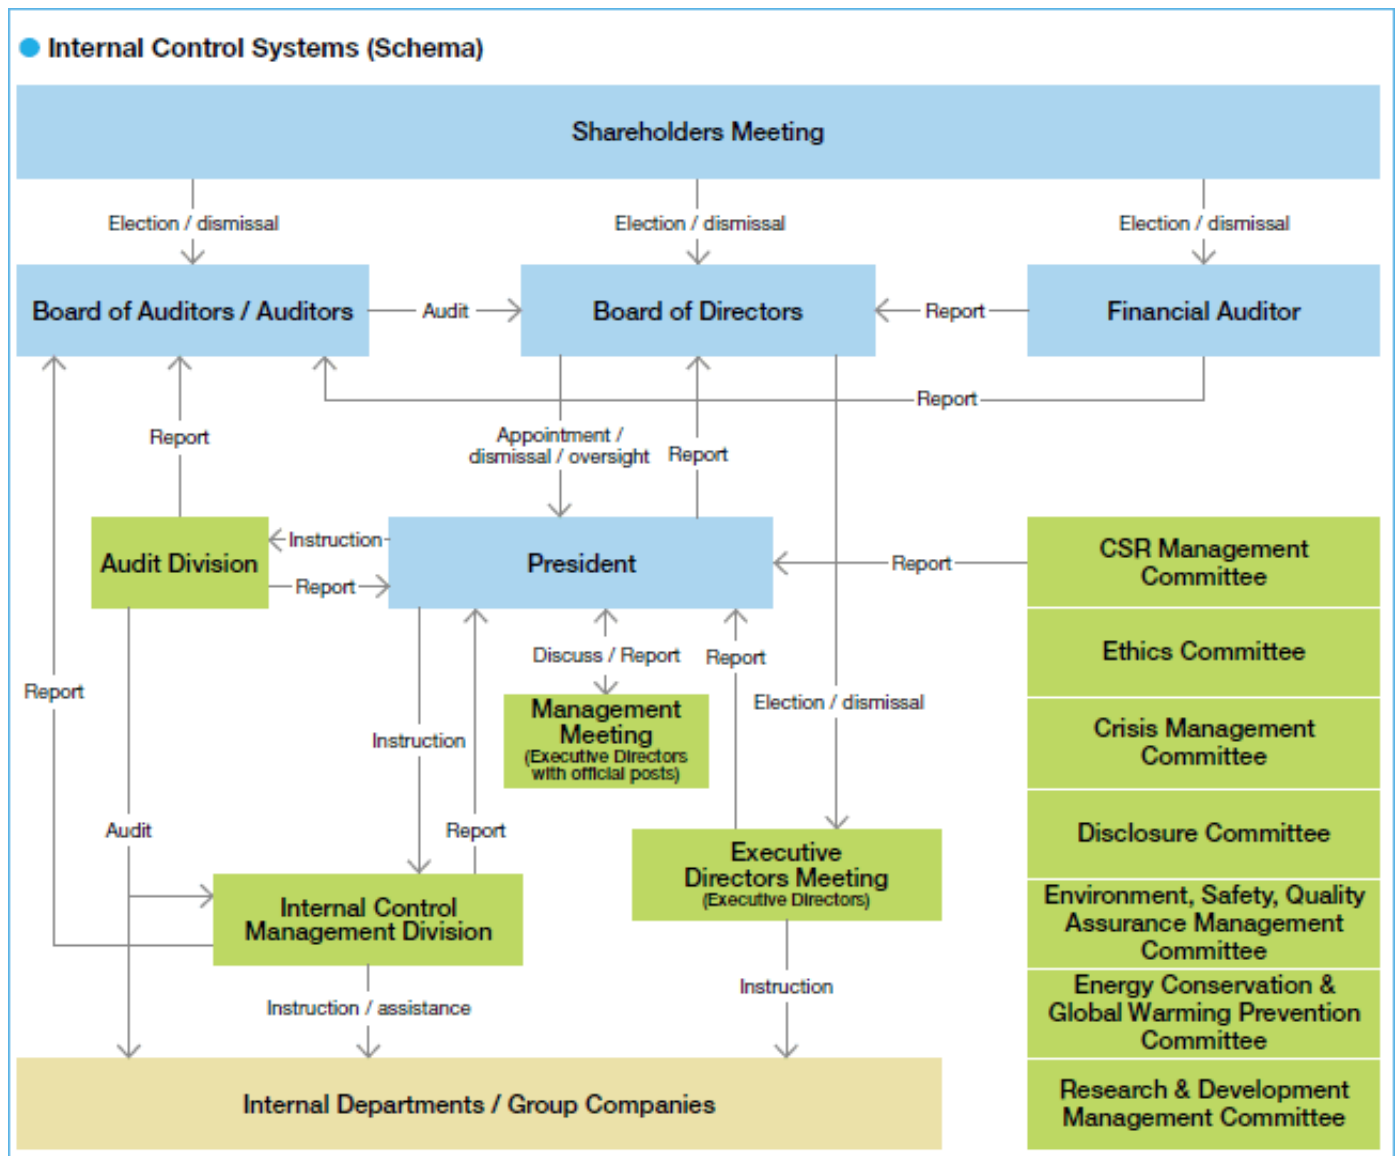 Internal Control Systems (Schema)
Shareholders Meeting
Election / dismissal
Election / dismissal
Election / dismissal
Board of Auditors / Auditors
Audit
Board of Directors
Report
Financial Auditor
Report
Report
Appointment /
dismissal / oversight
Report
Audit Division
Instruction
Report
President
Report
CSR Management
Committee
Ethics Committee
Crisis Management
Committee
Disclosure Committee
Environment, Safety, Quality
Assurance Management
Committee
Energy Conservation &
Global Warming Prevention
Committee
Research & Development
Management Committee
Report
Instruction
Discuss / Report
Report
Management
Meeting
(Executive Directors
with official posts)
Election / dismissal
Audit
Report
Executive
Directors Meeting
(Executive Directors)
Internal Control
Management Division
Instruction / assistance
Instruction
Internal Departments / Group Companies